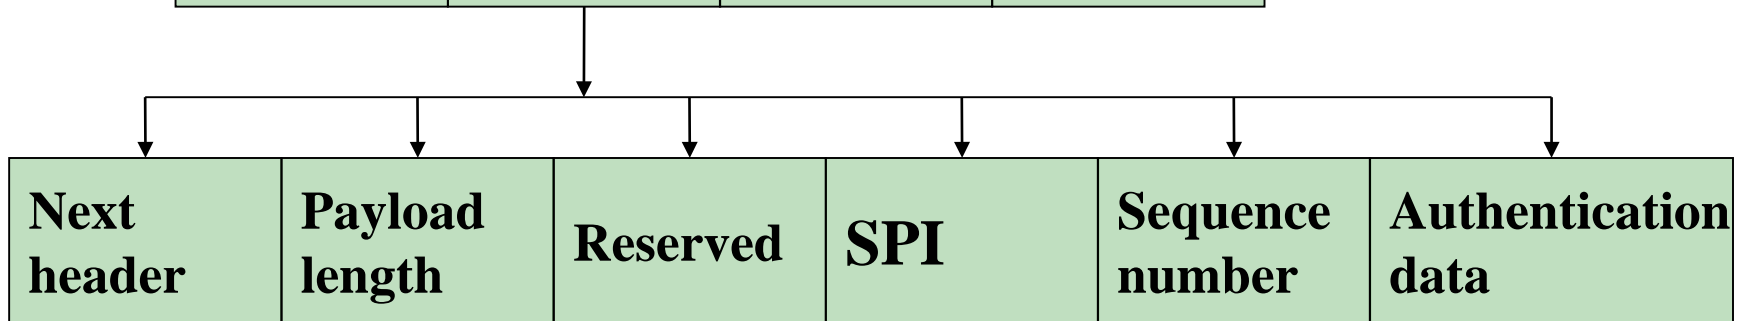 Next
header
Payload
length
Reserved
SPI
Sequence
number
Authentication
data